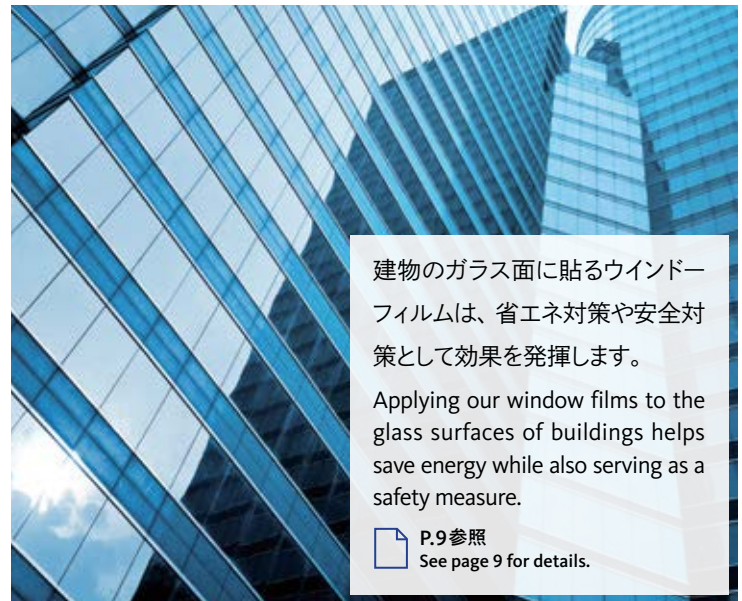 建物のガラス面に貼るウインドー
フィルムは、省エネ対策や安全対
策として効果を発揮します。
Applying our window films to the
glass surfaces of buildings helps
save energy while also serving as a
safety measure.
P.9参照
See page 9 for details.